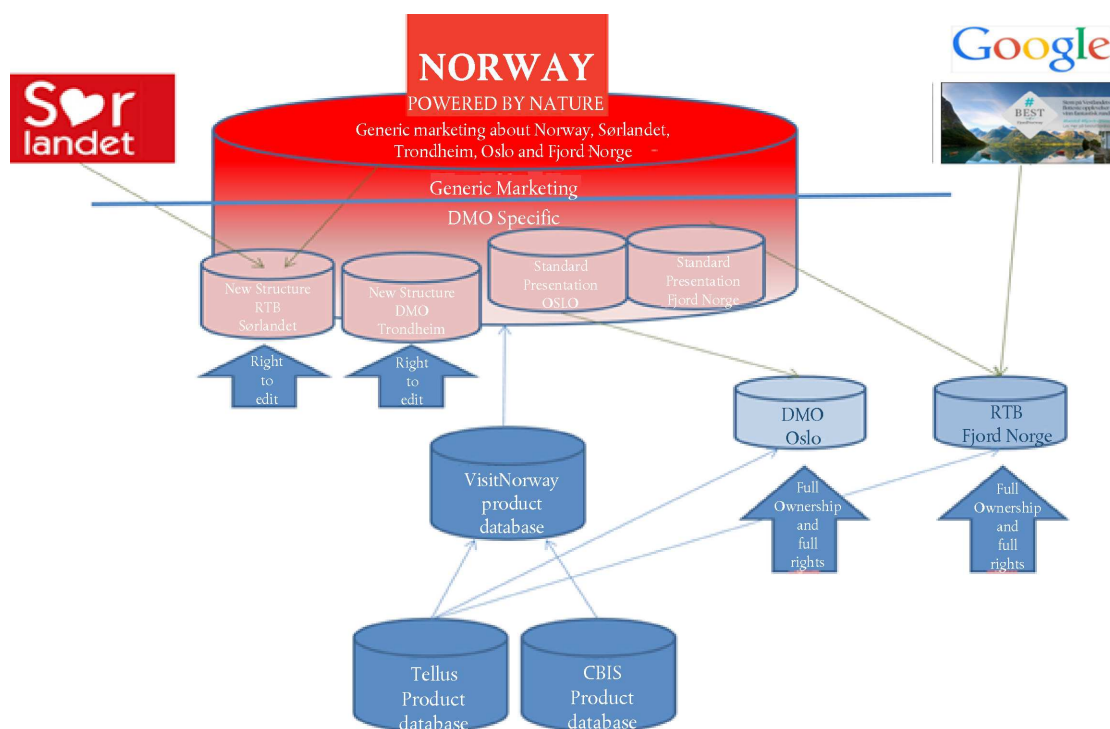 NORWAY
POWERED BY NATURE
Generic marketing about Norway, Sørlandet,
Trondheim, Oslo and Fjord Norge
Generic Marketing
DMO Specific
Sørlandet
Google
#
BEST
New Structure
RTB
Sørlandet
New Structure
DMO
Trondheim
Standard
Presentation
OSLO
Standard
Presentation
Fjord Norge
Right
to
edit
Right
to
edit
DMO
Oslo
RTB
Fjord Norge
VisitNorway
product
database
Full
Ownership
and
full
rights
Full
Ownership
and
full
rights
Tellus
Product
database
CBIS
Product
database